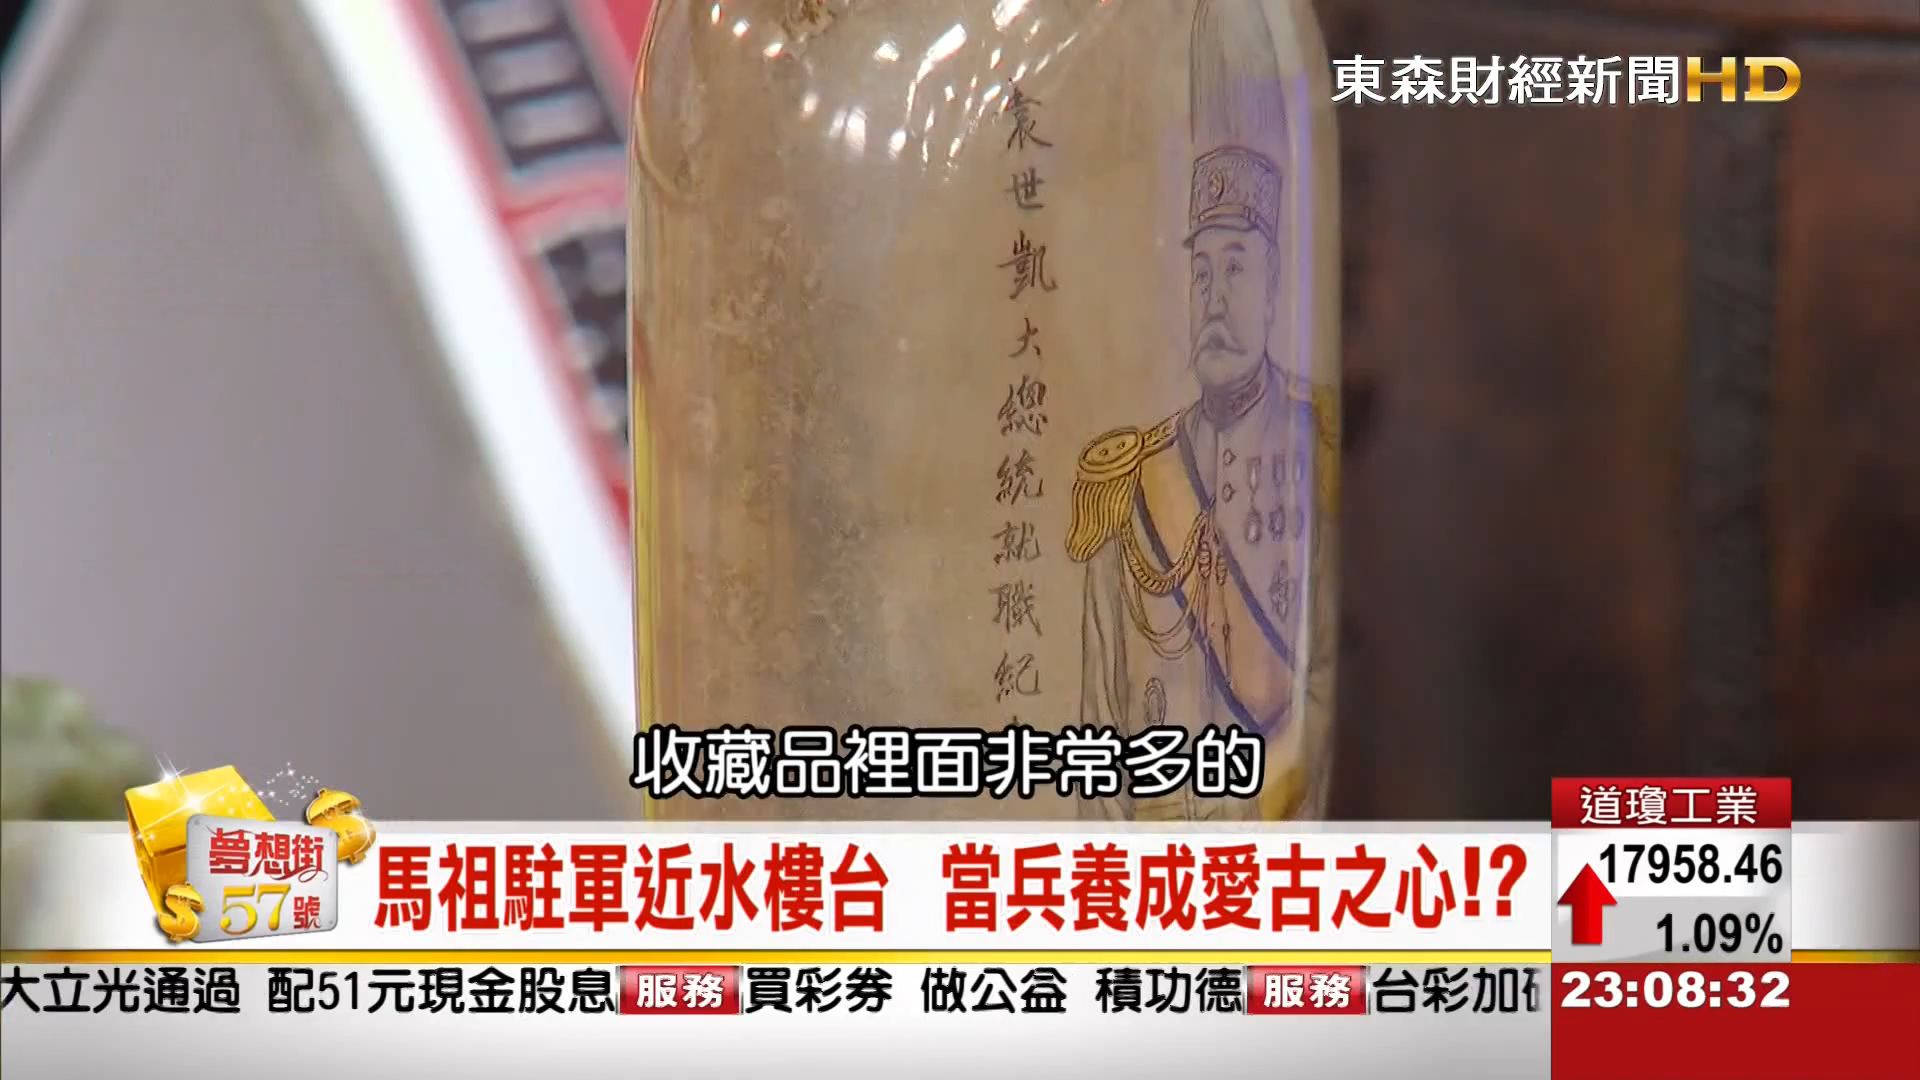 東森財經新聞HD
袁世凱大總統就職紀
收藏品裡面非常多的
夢想街
57號
馬祖駐軍近水樓台 當兵養成愛古之心!?
道瓊工業
17958.46
1.09%
大立光通過 配51元現金股息 服務 買彩券 做公益 積功德 服務 台彩加
23:08:32